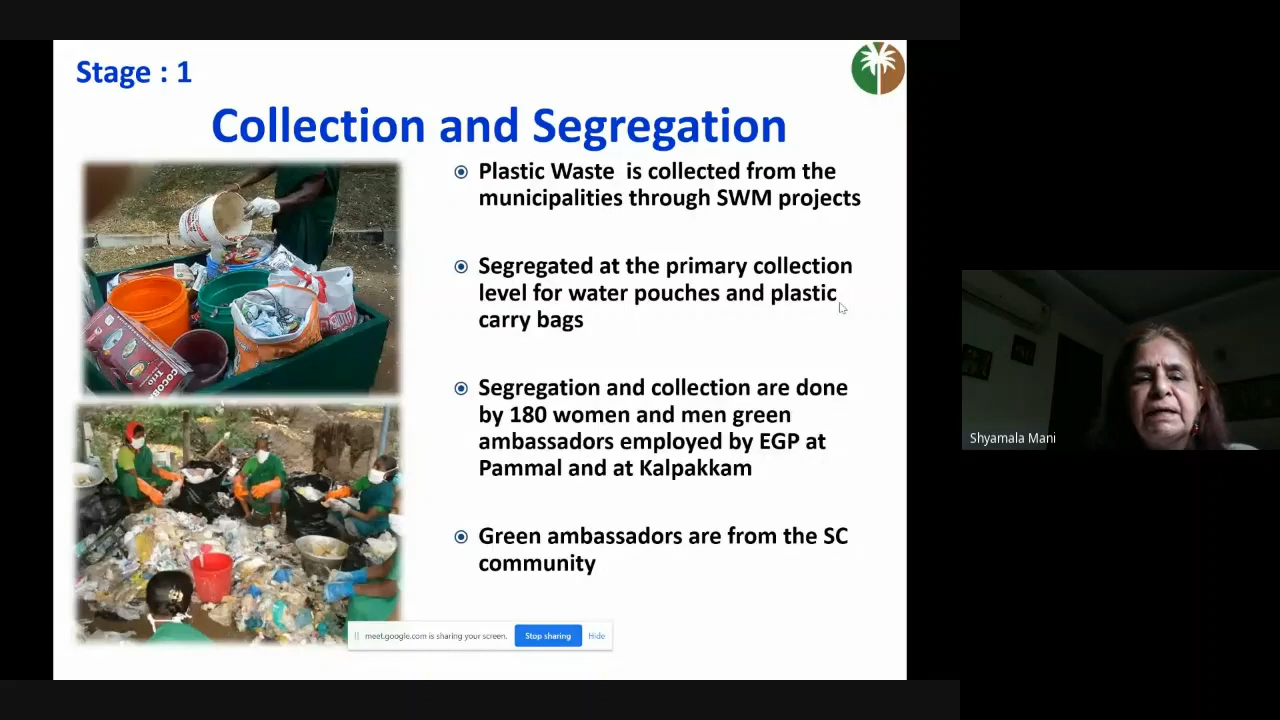 Stage : 1
Collection and Segregation
Plastic Waste is collected from the
municipalities through SWM projects
Segregated at the primary collection
level for water pouches and plastic
carry bags
Segregation and collection are done
by 180 women and men green
ambassadors employed by EGP at
Pammal and at Kalpakkam
Green ambassadors are from the SC
community
meet.google.com is sharing your screen.
Stop sharing
Hide
Shyamala Mani
Trio